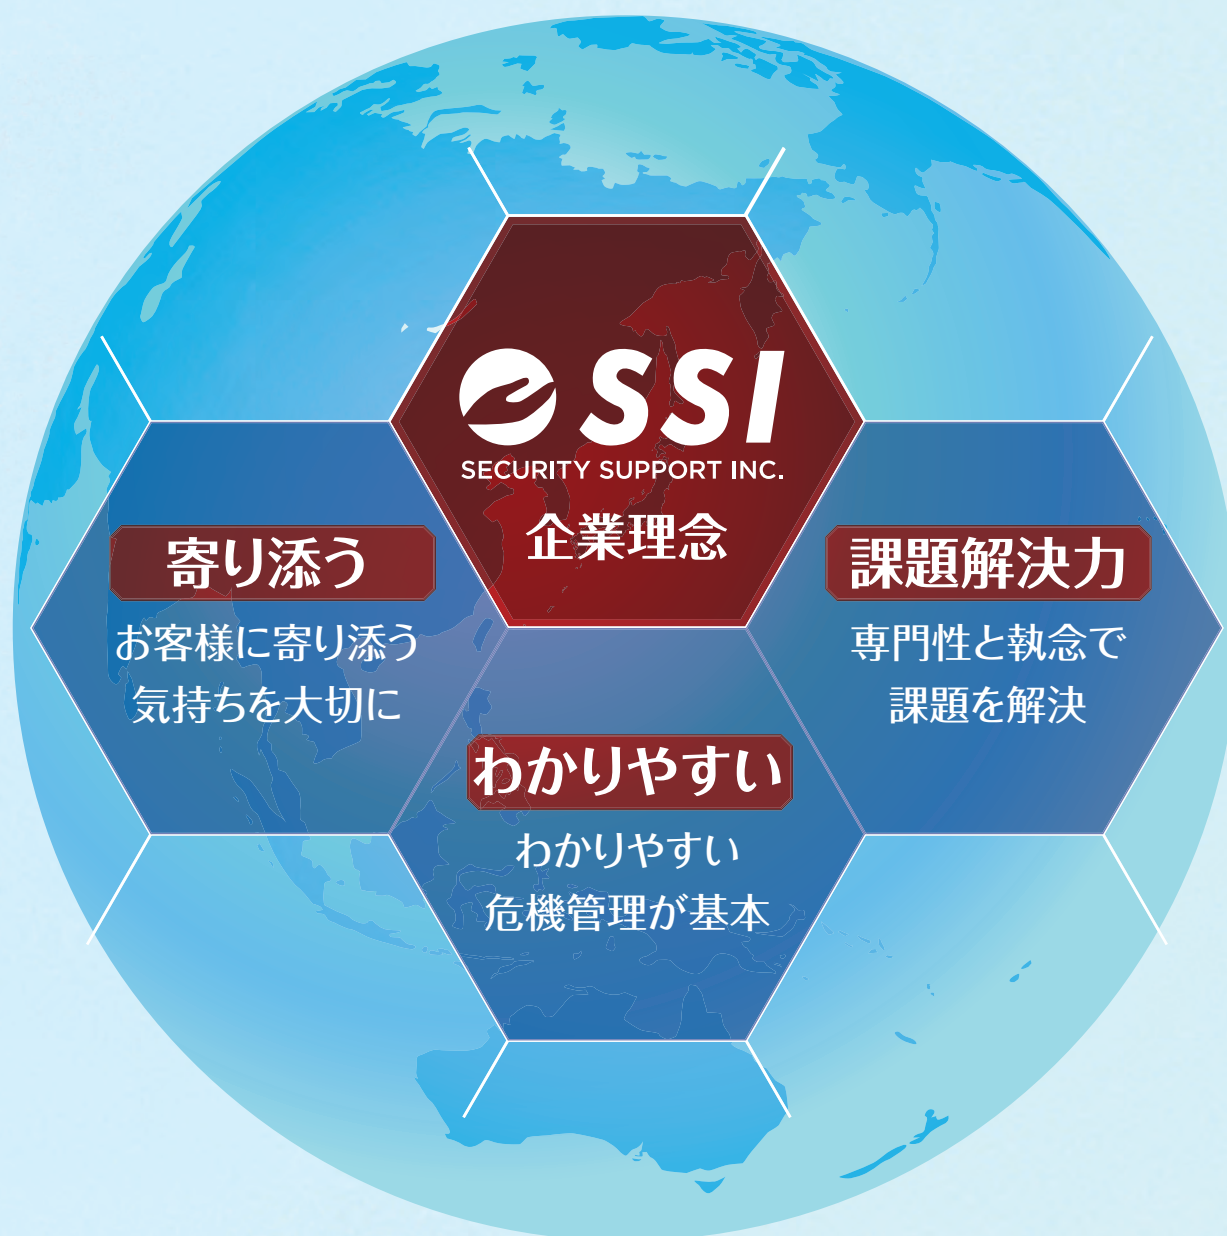 SSI
SECURITY SUPPORT INC.
企業理念
寄り添う
お客様に寄り添う
気持ちを大切に
わかりやすい
わかりやすい
危機管理が基本
課題解決力
専門性と執念で
課題を解決